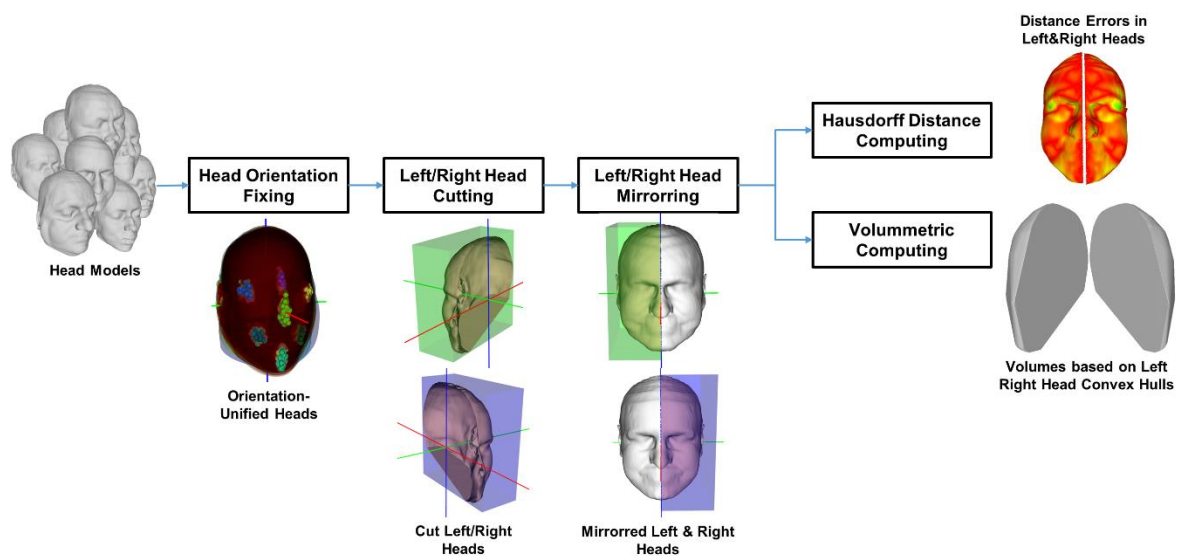 Distance Errors in
Left&Right Heads
Hausdorff Distance
Computing
Head Orientation
Fixing
Left/Right Head
Cutting
Left/Right Head
Mirrorring
Volummetric
Computing
Head Models
Orientation-
Unified Heads
Volumes based on Left
Right Head Convex Hulls
Cut Left/Right
Heads
Mirrorred Left & Right
Heads